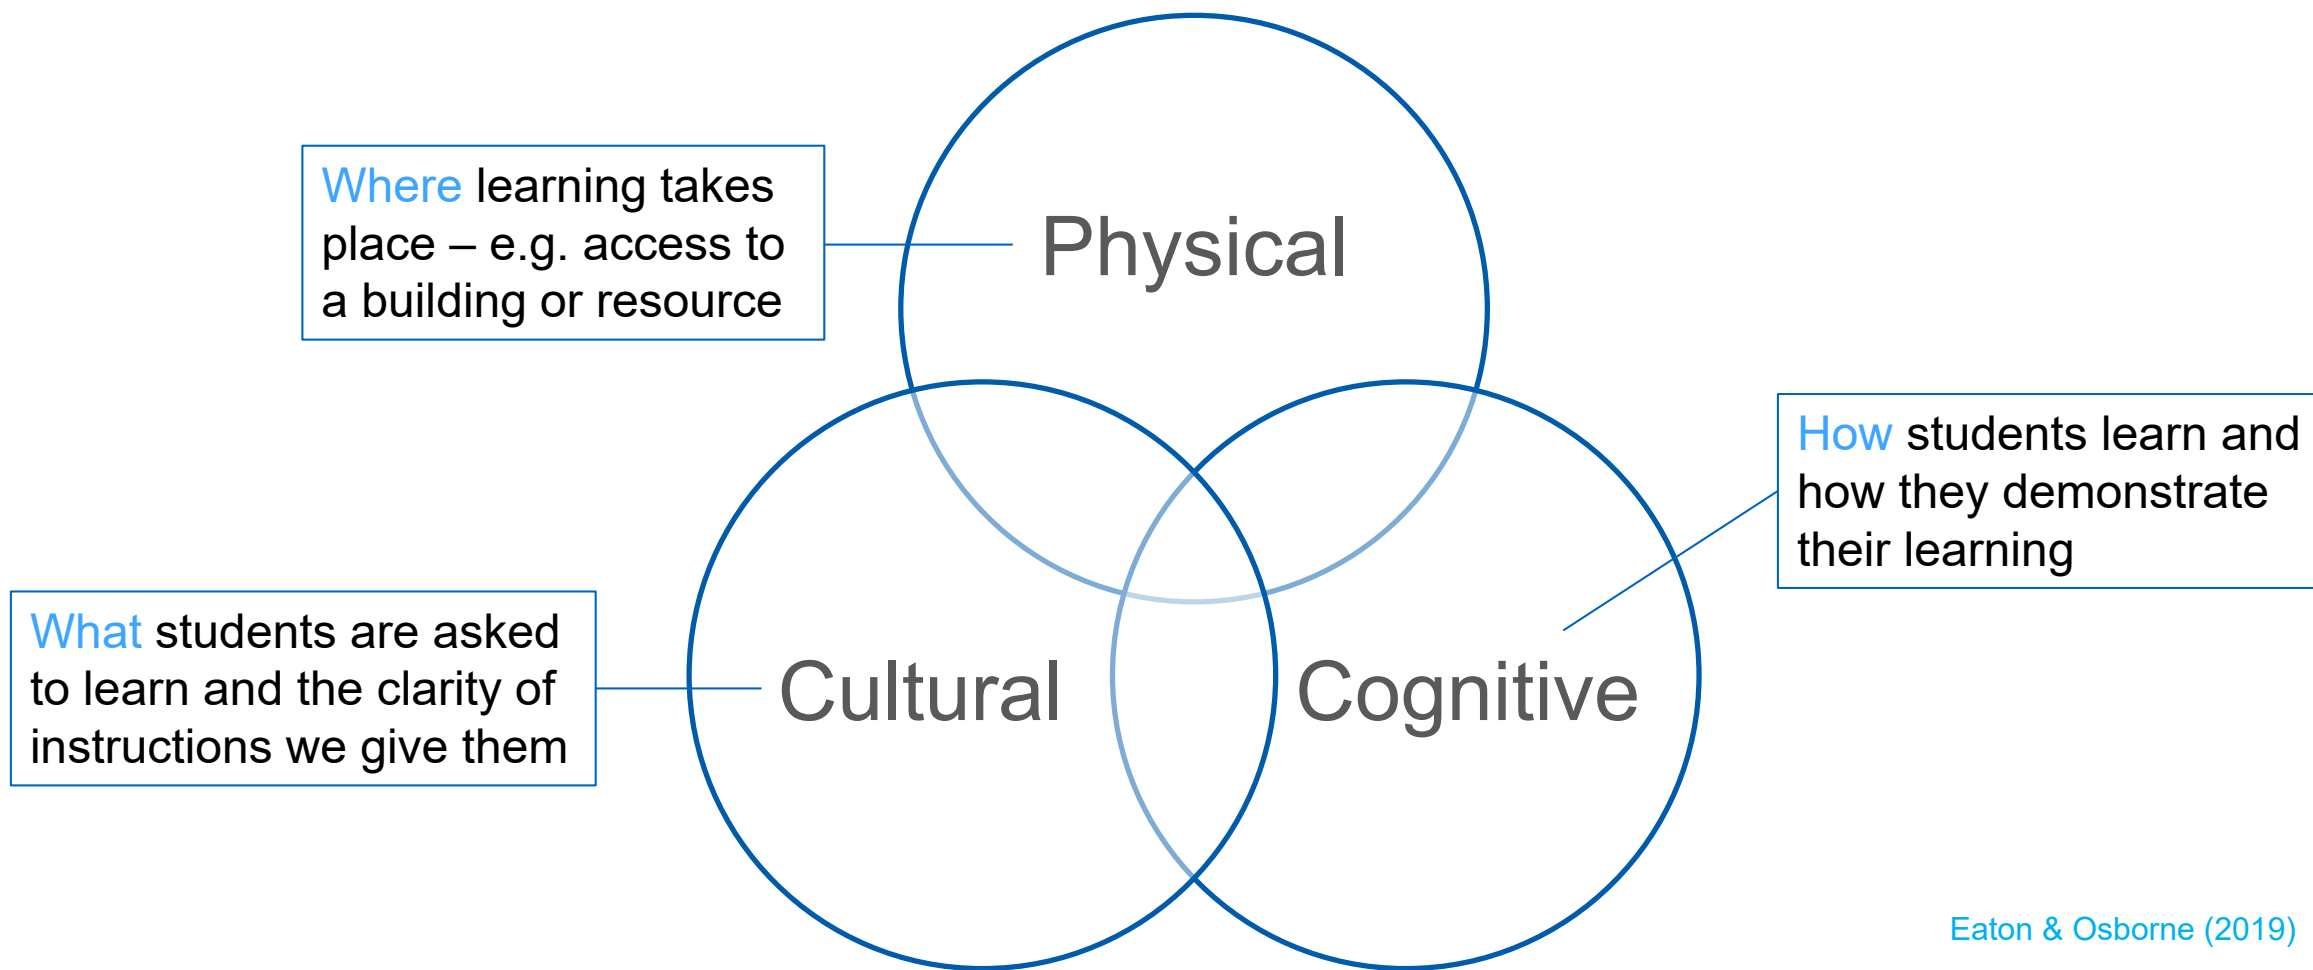 Where learning takes
place – e.g. access to
a building or resource
Physical
How students learn and
how they demonstrate
their learning
What students are asked
to learn and the clarity of
instructions we give them
Cultural
Cognitive
Eaton & Osborne (2019)